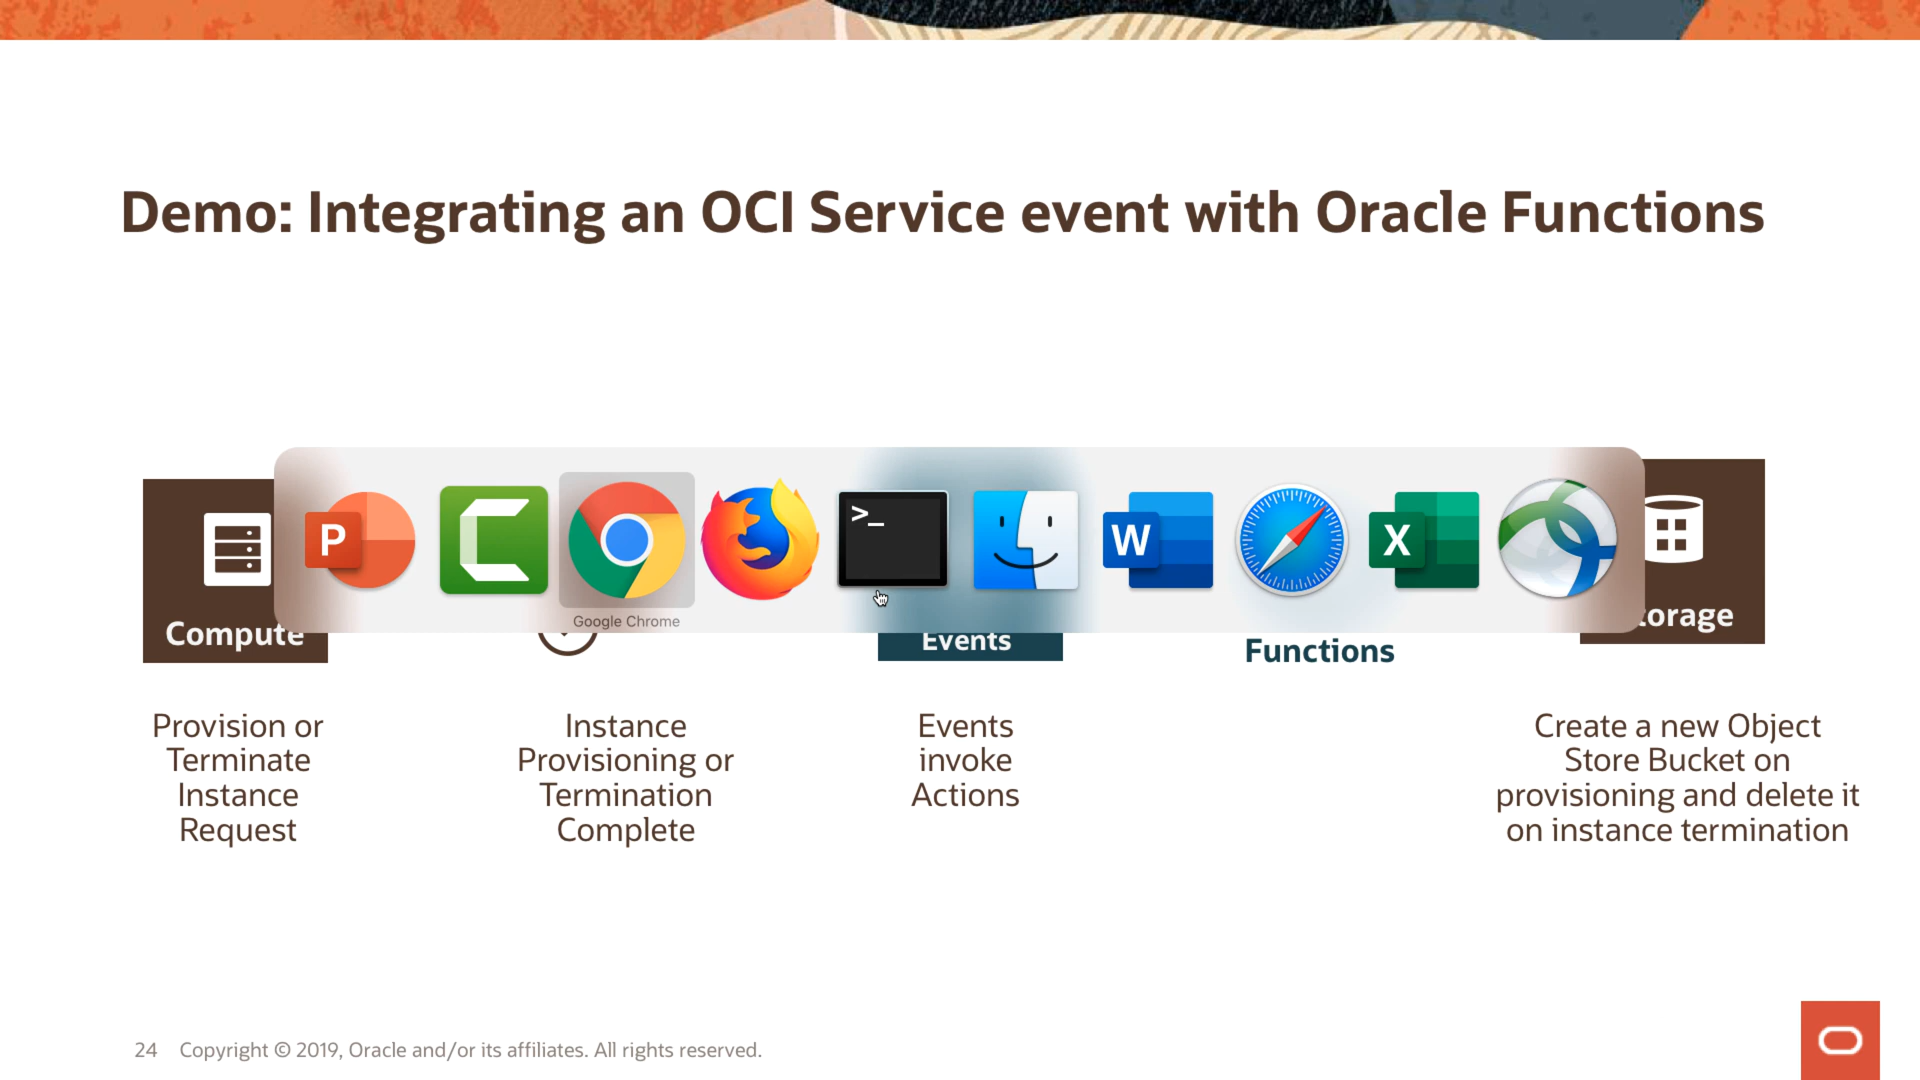 Demo: Integrating an OCI Service event with Oracle Functions
P
>_
W
X
Google Chrome
Compute
Events
Functions
torage
Provision or
Terminate
Instance
Request
Instance
Provisioning or
Termination
Complete
Events
invoke
Actions
Create a new Object
Store Bucket on
provisioning and delete it
on instance termination
24 Copyright © 2019, Oracle and/or its affiliates. All rights reserved.